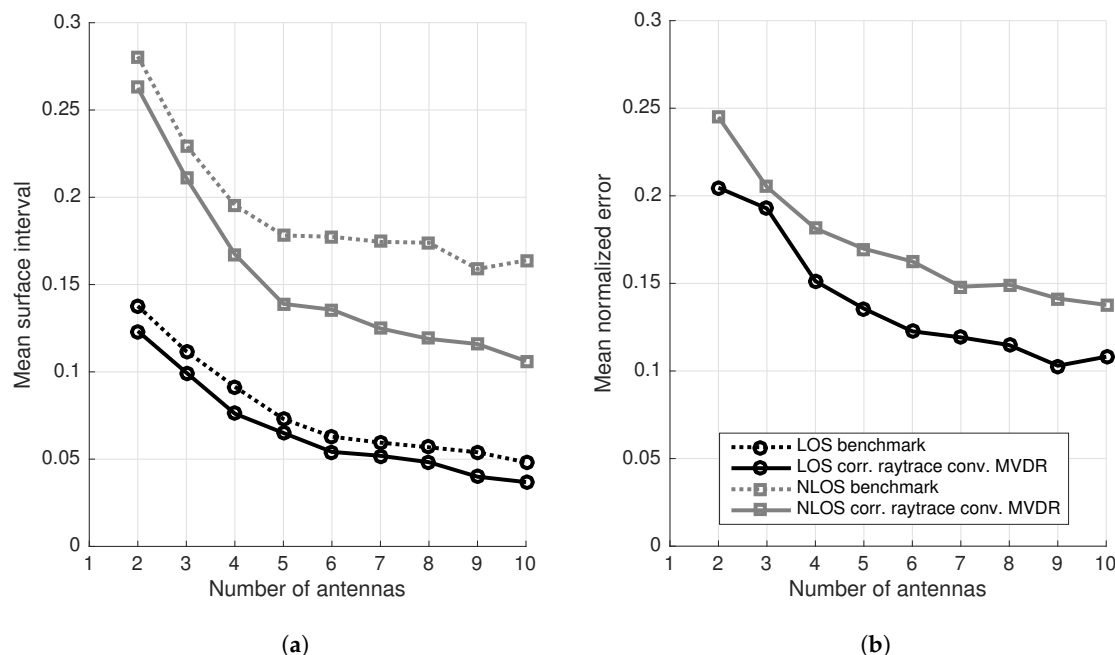 0.3
0.25
0.2
0.15
0.1
0.05
0
Mean surface interval
1 2 3 4 5 6 7 8 9 10
Number of antennas
(a)
0.3
0.25
0.2
0.15
0.1
0.05
0
Mean normalized error
LOS benchmark
LOS corr. raytrace conv. MVDR
NLOS benchmark
NLOS corr. raytrace conv. MVDR
1 2 3 4 5 6 7 8 9 10
Number of antennas
(b)